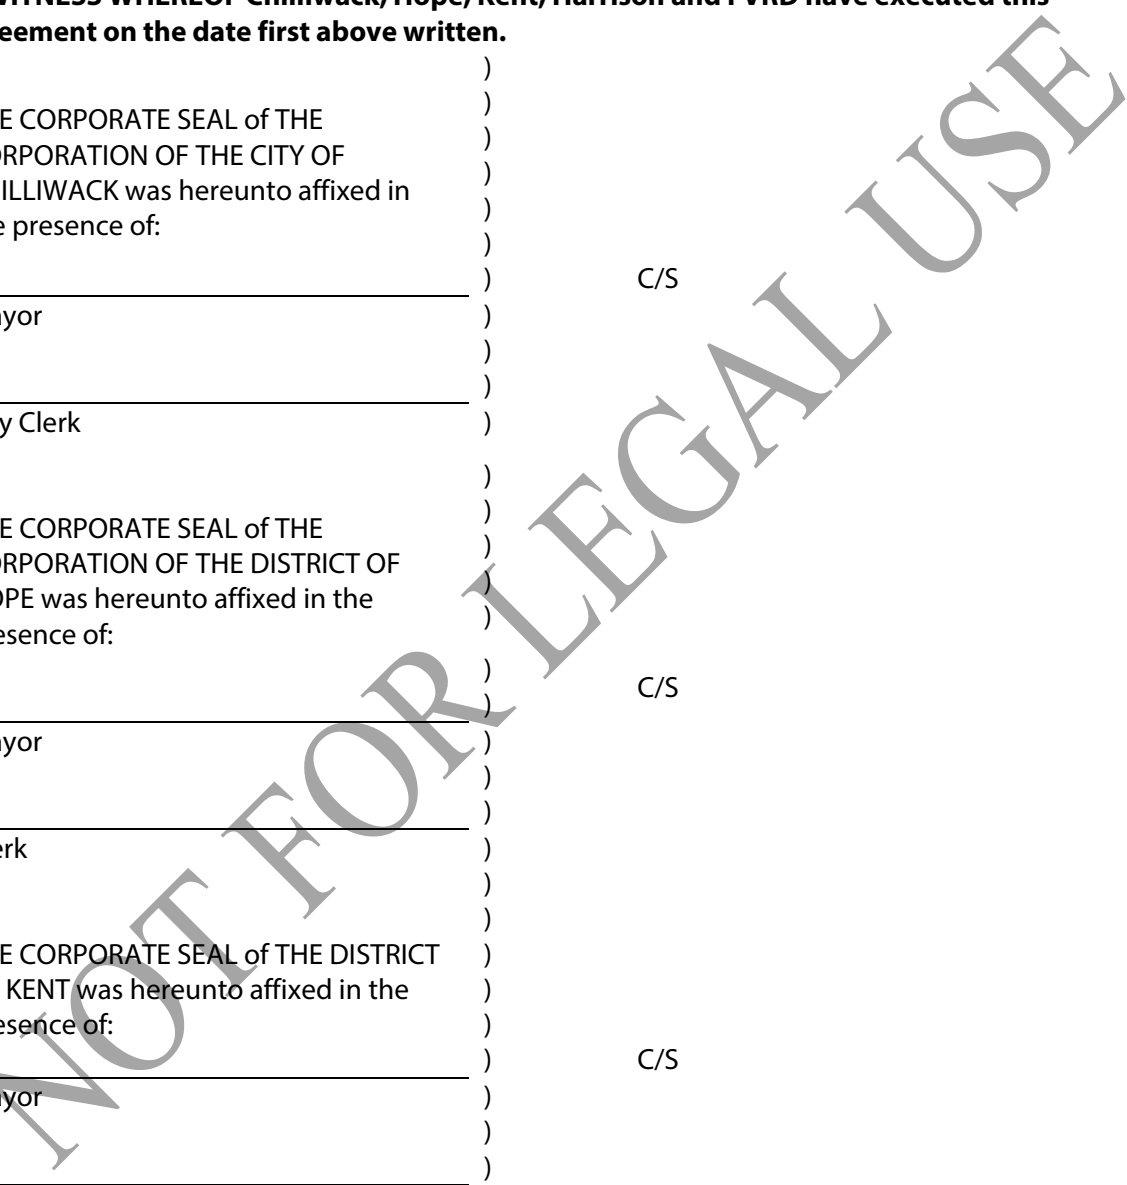 WITNESS WHEREOF Chilliwack, Hope, Kent, Harrison and FVRD have executed this
eement on the date first above written.
)
)
E CORPORATE SEAL of THE
)
ORPORATION OF THE CITY OF
)
ILLIWACK was hereunto affixed in
)
e presence of:
)
) C/S
yor )
)
)
y Clerk )
)
)
E CORPORATE SEAL of THE
)
ORPORATION OF THE DISTRICT OF
)
OPE was hereunto affixed in the
)
esence of:
)
C/S
)
yor )
)
)
erk )
)
)
E CORPORATE SEAL of THE DISTRICT )
KENT was hereunto affixed in the )
esence of: )
) C/S
yor )
)
)
NOT FOR LEGAL USE